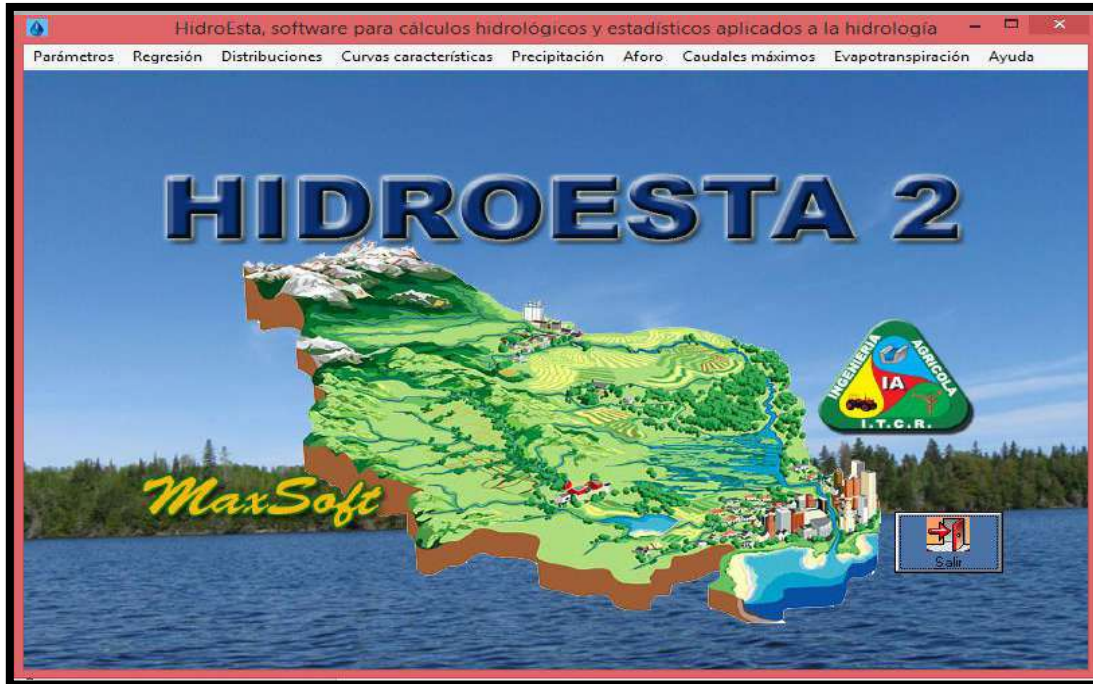 HidroEsta, software para cálculos hidrológicos y estadísticos aplicados a la hidrología
Parámetros Regresión Distribuciones Curvas características Precipitación Aforo Caudales máximos Evapotranspiración Ayuda
HIDROESTA 2
INGENIERIA AGRICOLA
IA
I.T.C.R.
MaxSoft
Salir